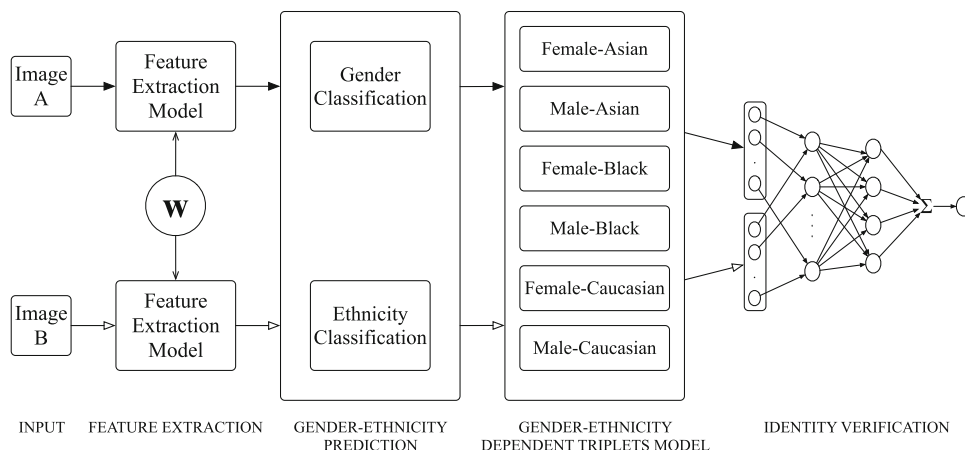 Image
A
Feature
Extraction
Model
Gender
Classification
Female-Asian
Male-Asian
Female-Black
Male-Black
Female-Caucasian
Male-Caucasian
w
Image
B
Feature
Extraction
Model
Ethnicity
Classification
Σ
INPUT
FEATURE EXTRACTION
GENDER-ETHNICITY
PREDICTION
GENDER-ETHNICITY
DEPENDENT TRIPLETS MODEL
IDENTITY VERIFICATION